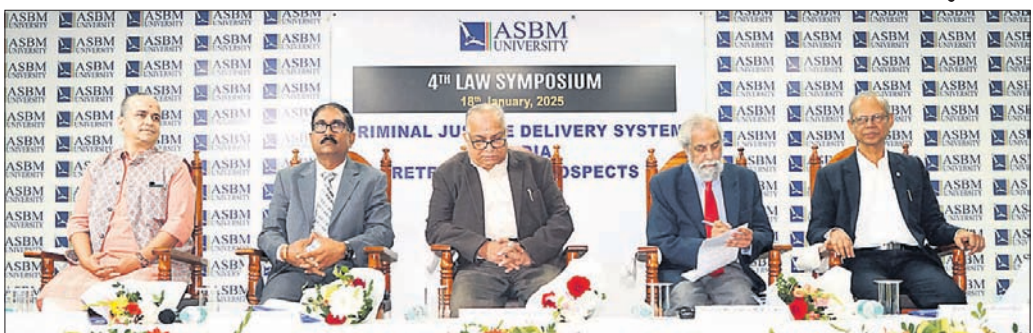 ASBM
UNIVERSITY
4TH LAW SYMPOSIUM
18th January, 2025
RIMINAL JUS E DELIVERY SYSTEM
DIA
RETR OSPECTS